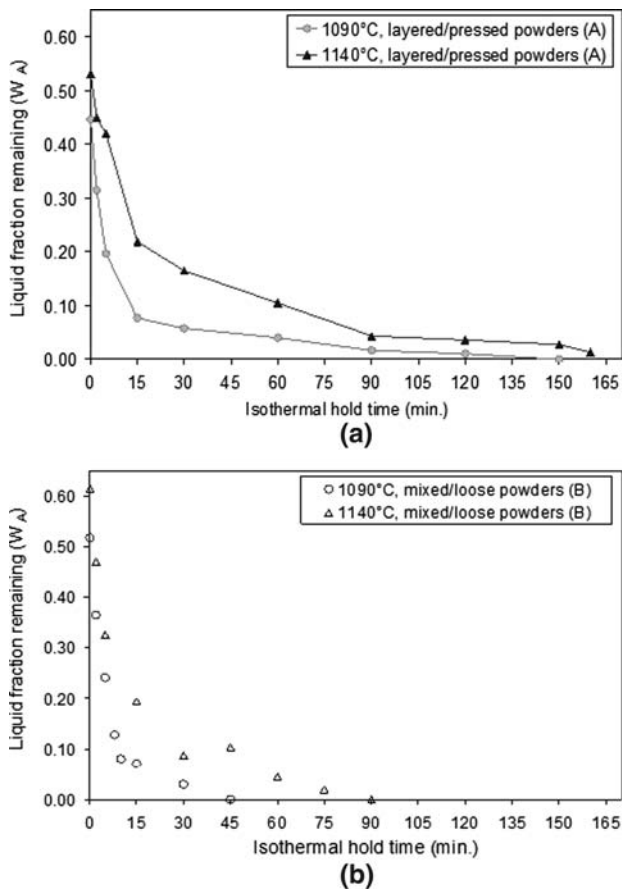 1090°C, layered/pressed powders (A)
1140°C, layered/pressed powders (A)
Liquid fraction remaining (W A)
0.60
0.50
0.40
0.30
0.20
0.10
0.00
0 15 30 45 60 75 90 105 120 135 150 165
Isothermal hold time (min.)
(a)
1090°C, mixed/loose powders (B)
1140°C, mixed/loose powders (B)
Liquid fraction remaining (W A)
0.60
0.50
0.40
0.30
0.20
0.10
0.00
0 15 30 45 60 75 90 105 120 135 150 165
Isothermal hold time (min.)
(b)